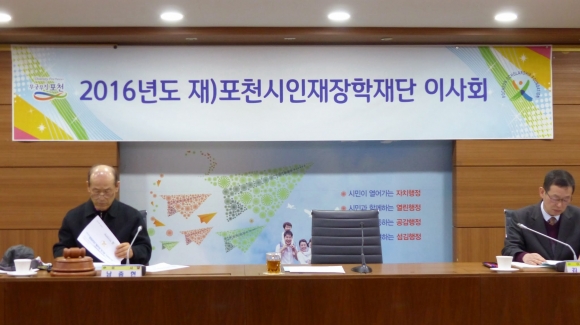 포천
2016년도 재)포천시인재장학재단 이사회
시민이 열어가는 자치행정
시민과 함께하는 열린행정
하는 공감행정
하는 섬김행정